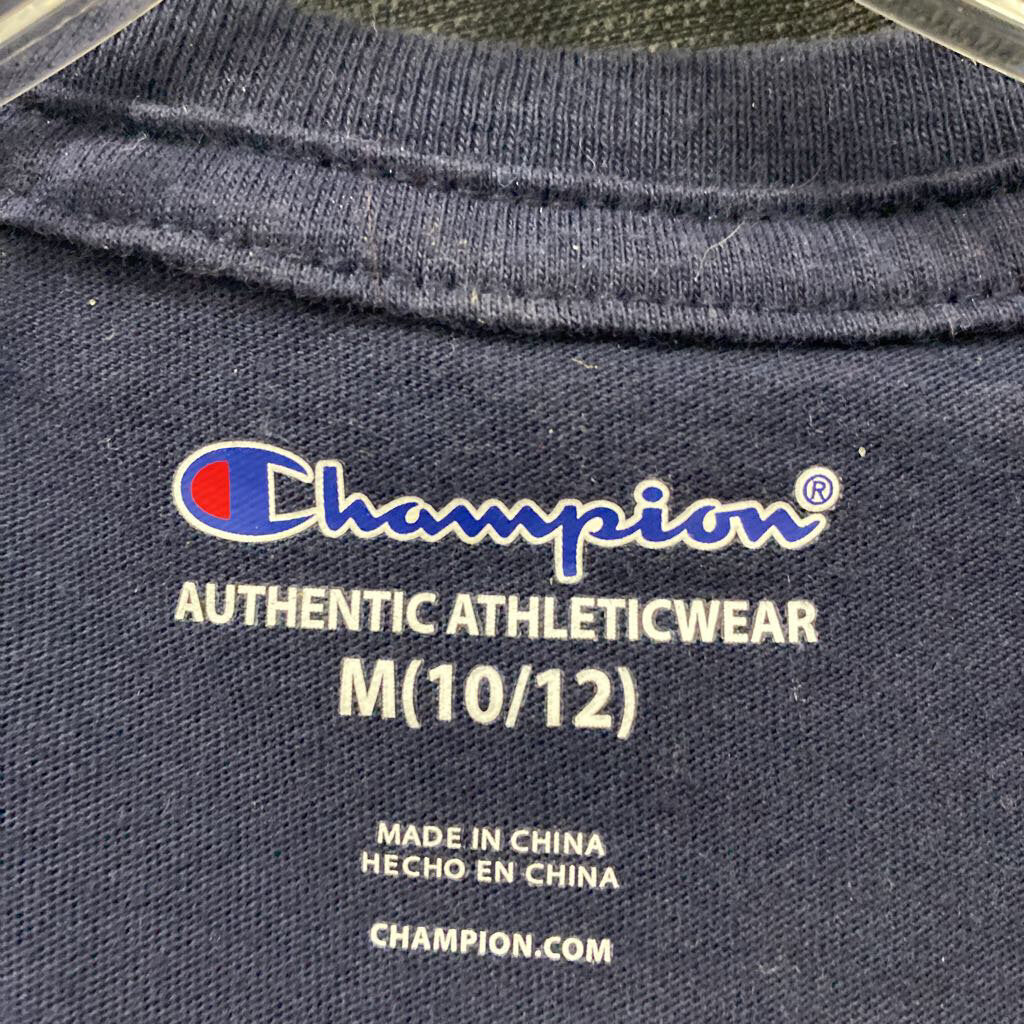 Champion®
AUTHENTIC ATHLETICWEAR
M(10/12)
MADE IN CHINA
HECHO EN CHINA
CHAMPION.COM